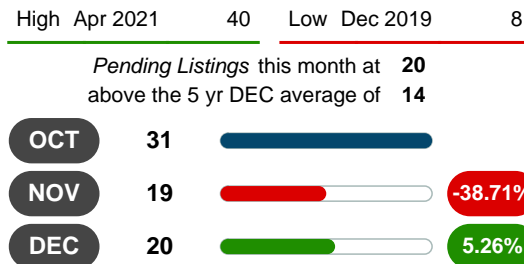 High Apr 2021 40 Low Dec 2019 8
Pending Listings this month at 20
above the 5 yr DEC average of 14
OCT 31
NOV 19 -38.71%
DEC 20 5.26%